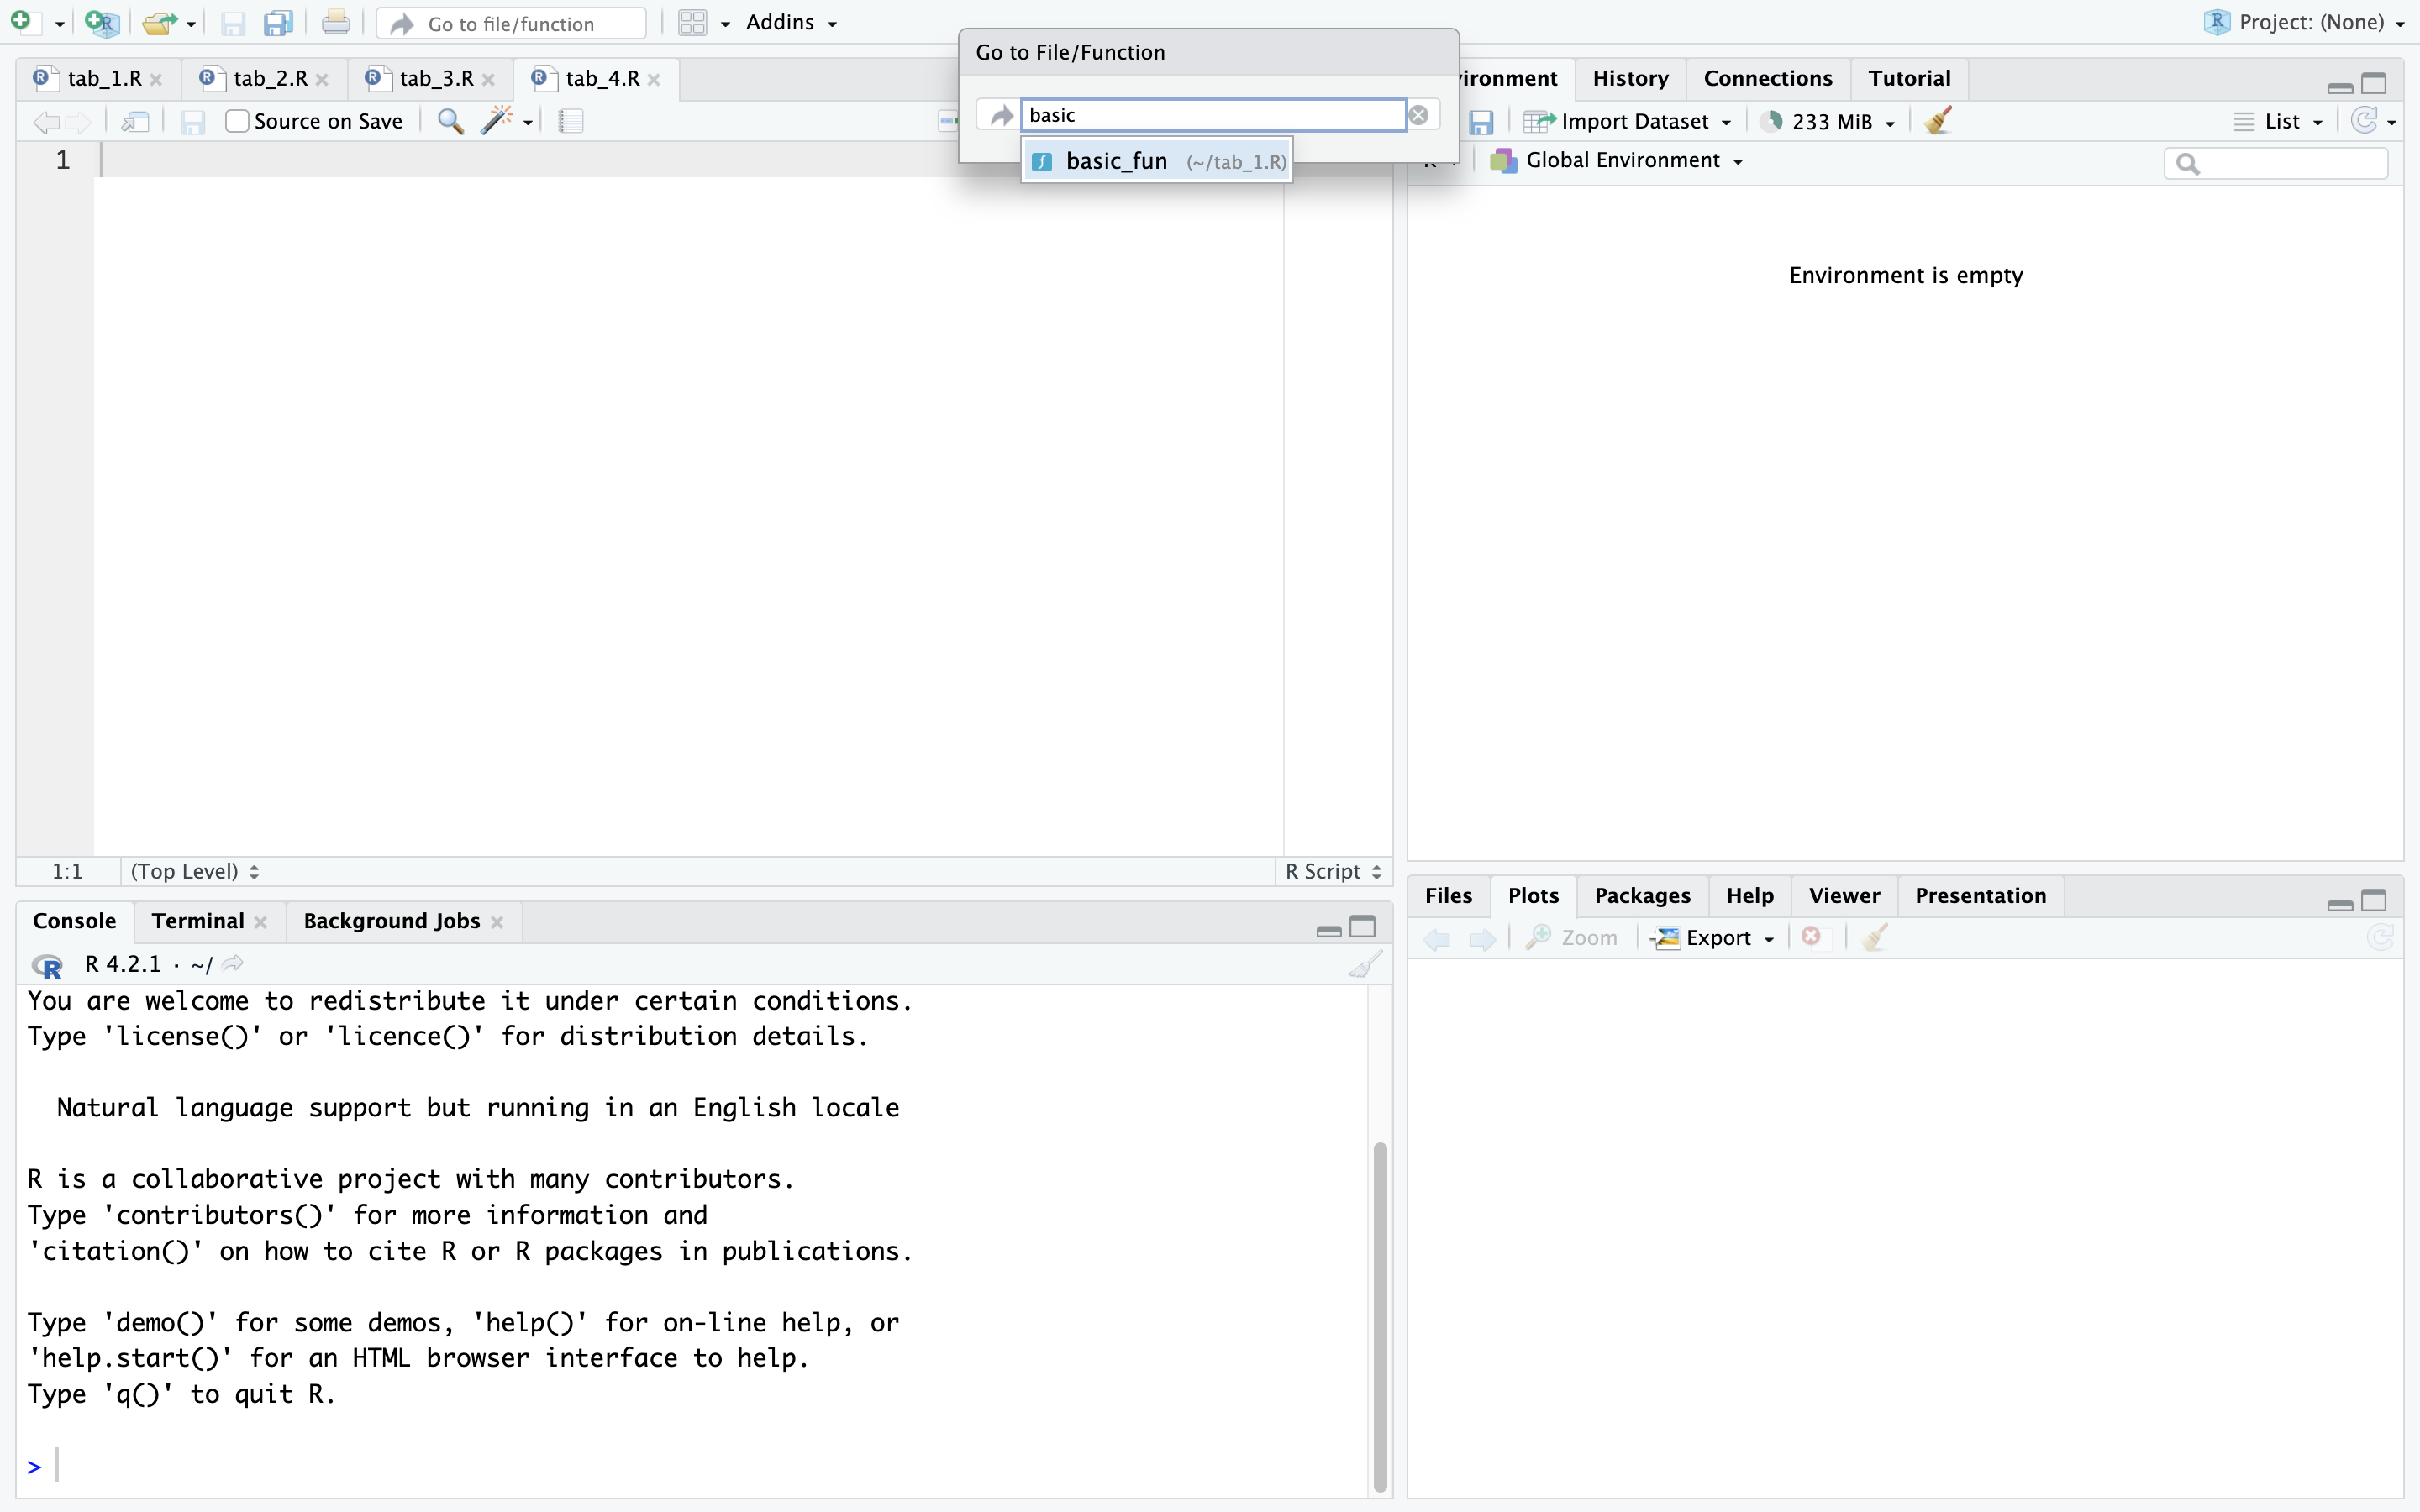 Go to file/function
Addins
Project: (None)
Go to File/Function
basic
basic_fun (~/tab_1.R)
tab_1.R
tab_2.R
tab_3.R
tab_4.R
Source on Save
1
1:1 (Top Level)
R Script
ironment
History
Connections
Tutorial
Import Dataset
233 MiB
List
Global Environment
Environment is empty
Console
Terminal
Background Jobs
R 4.2.1 · ~/
You are welcome to redistribute it under certain conditions.
Type 'license()' or 'licence()' for distribution details.
Natural language support but running in an English locale
R is a collaborative project with many contributors.
Type 'contributors()' for more information and
'citation()' on how to cite R or R packages in publications.
Type 'demo()' for some demos, 'help()' for on-line help, or
'help.start()' for an HTML browser interface to help.
Type 'q()' to quit R.
>
Files
Plots
Packages
Help
Viewer
Presentation
Zoom
Export